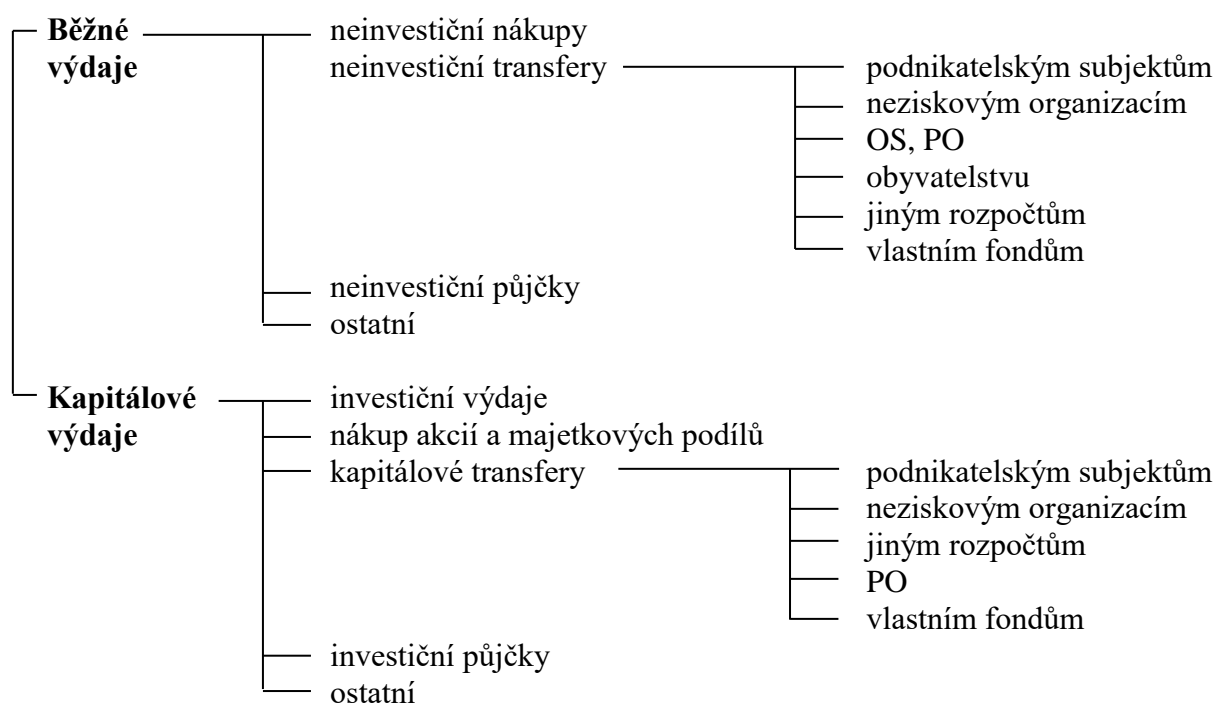 Běžné neinvestiční nákupy
výdaje neinvestiční transfery podnikatelským subjektům
neziskovým organizacím
OS, PO
obyvatelstvu
jiným rozpočtům
vlastním fondům
neinvestiční půjčky
ostatní
Kapitálové investiční výdaje
výdaje nákup akcií a majetkových podílů
kapitálové transfery podnikatelským subjektům
neziskovým organizacím
jiným rozpočtům
PO
vlastním fondům
investiční půjčky
ostatní